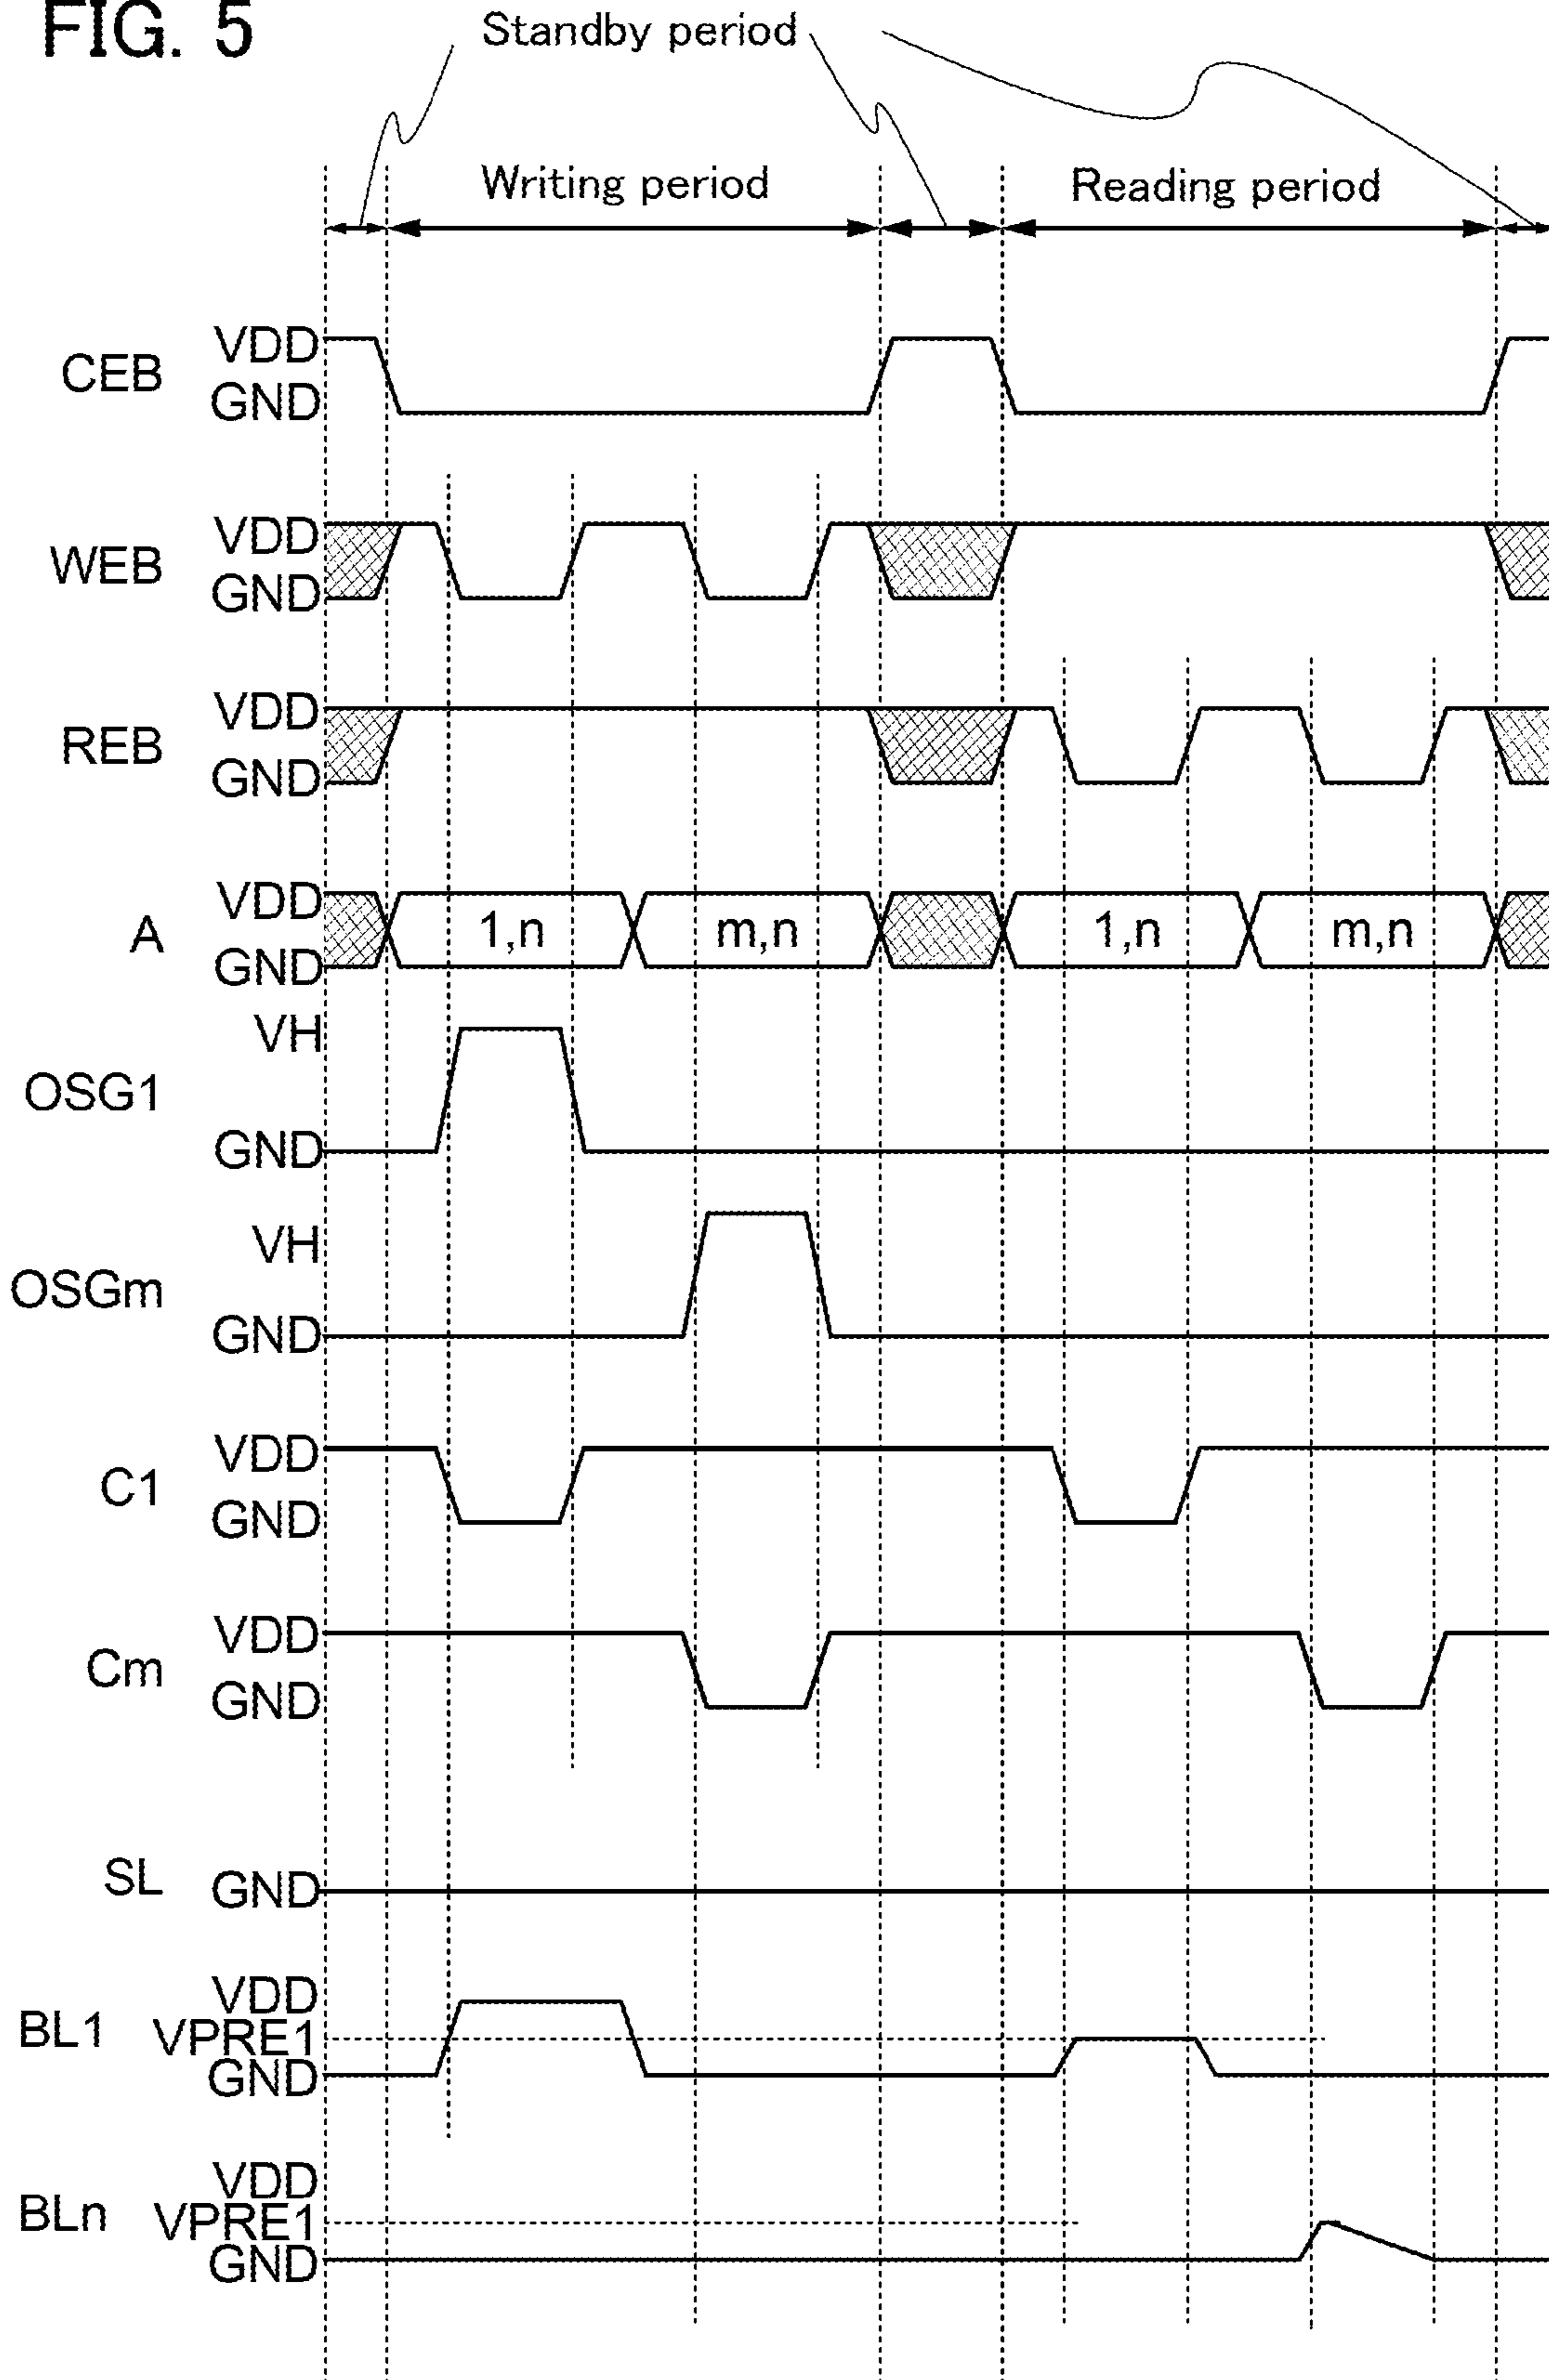 FIG. 5
Standby period
Writing period
Reading period
CEB
VDD
GND
WEB
VDD
GND
REB
VDD
GND
A
VDD
GND
1,n
m,n
1,n
m,n
OSG1
VH
GND
OSGm
VH
GND
C1
VDD
GND
Cm
VDD
GND
SL GND
BL1
VDD
VPRE1
GND
BLn
VDD
VPRE1
GND